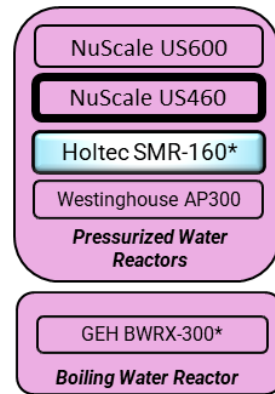 NuScale US600
NuScale US460
Holtec SMR-160*
Westinghouse AP300
Pressurized Water
Reactors
GEH BWRX-300*
Boiling Water Reactor